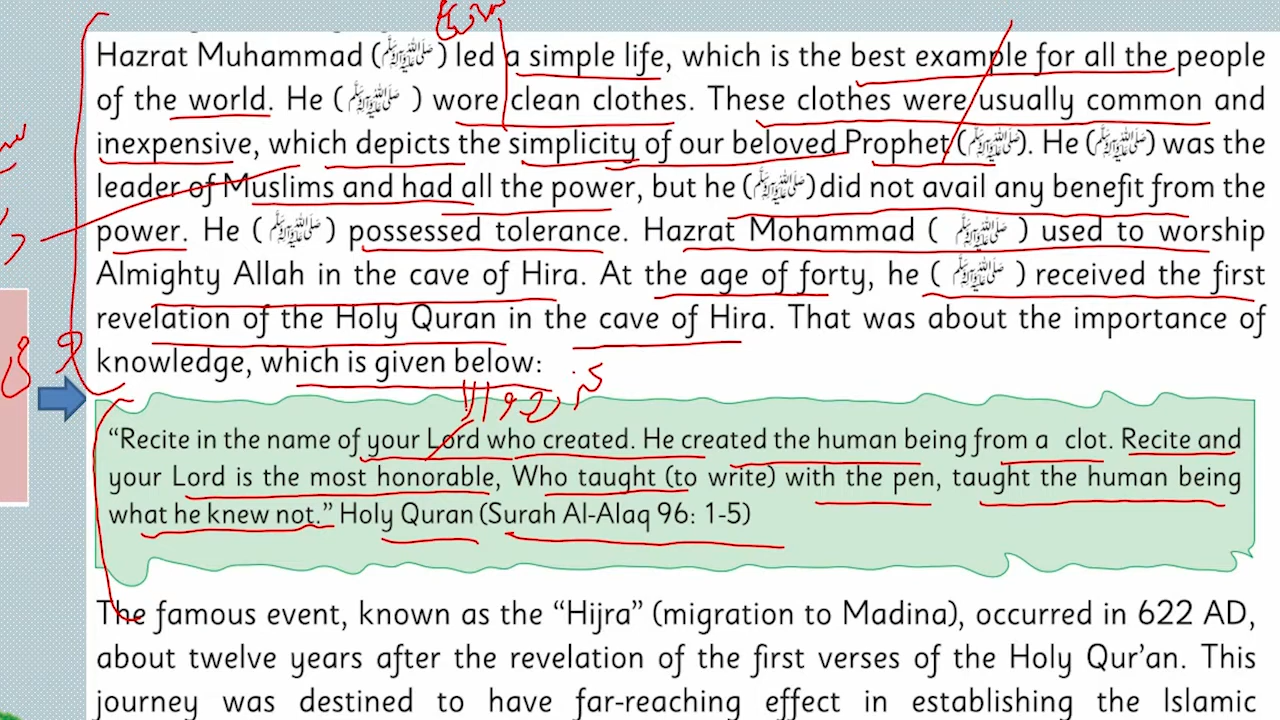 Hazrat Muhammad (ﷺ) led a simple life, which is the best example for all the people
of the world. He (ﷺ) wore clean clothes. These clothes were usually common and
inexpensive, which depicts the simplicity of our beloved Prophet (ﷺ). He (ﷺ) was the
leader of Muslims and had all the power, but he (ﷺ) did not avail any benefit from the
power. He (ﷺ) possessed tolerance. Hazrat Mohammad (ﷺ) used to worship
Almighty Allah in the cave of Hira. At the age of forty, he (ﷺ) received the first
revelation of the Holy Quran in the cave of Hira. That was about the importance of
knowledge, which is given below:
“Recite in the name of your Lord who created. He created the human being from a clot. Recite and
your Lord is the most honorable, Who taught (to write) with the pen, taught the human being
what he knew not.” Holy Quran (Surah Al-Alaq 96: 1-5)
The famous event, known as the “Hijra” (migration to Madina), occurred in 622 AD,
about twelve years after the revelation of the first verses of the Holy Qur’an. This
journey was destined to have far-reaching effect in establishing the Islamic